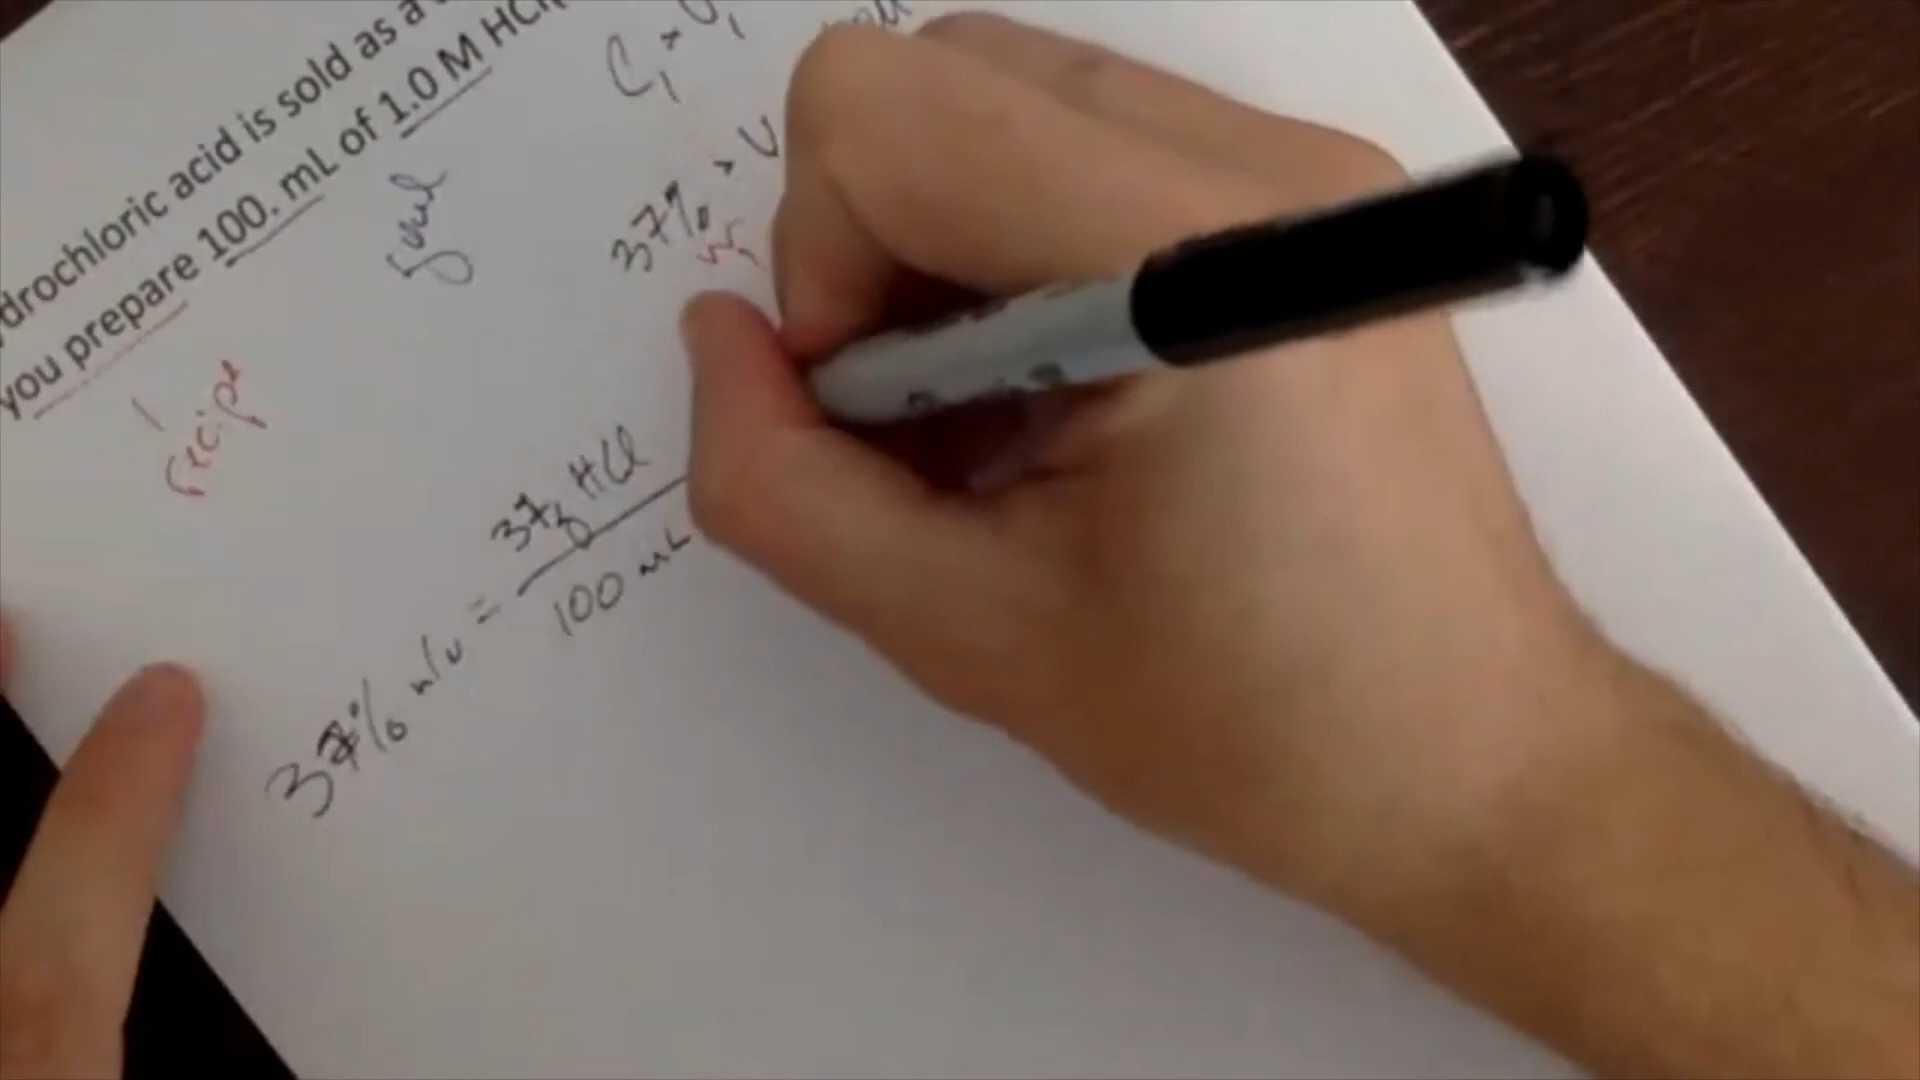 drochloric acid is sold as a
you prepare 100. mL of 1.0 M HCl
C₁ × V₁
goal
37% × V
recipe
37% w/v = 37g HCl
100 mL